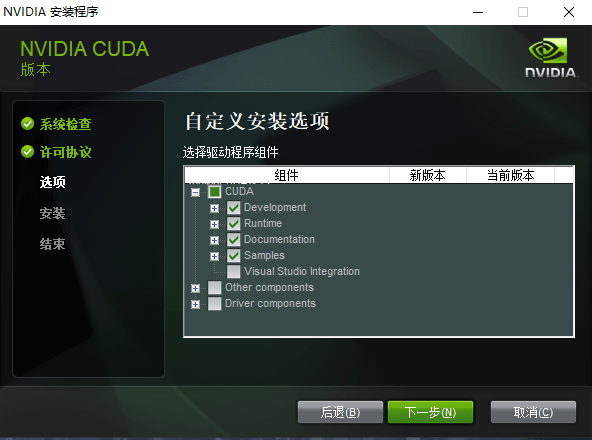 NVIDIA 安装程序
NVIDIA CUDA
版本
NVIDIA.
系统检查
许可协议
选项
安装
结束
自定义安装选项
选择驱动程序组件
组件 新版本 当前版本
CUDA
Development
Runtime
Documentation
Samples
Visual Studio Integration
Other components
Driver components
后退(B) 下一步(N) 取消(C)